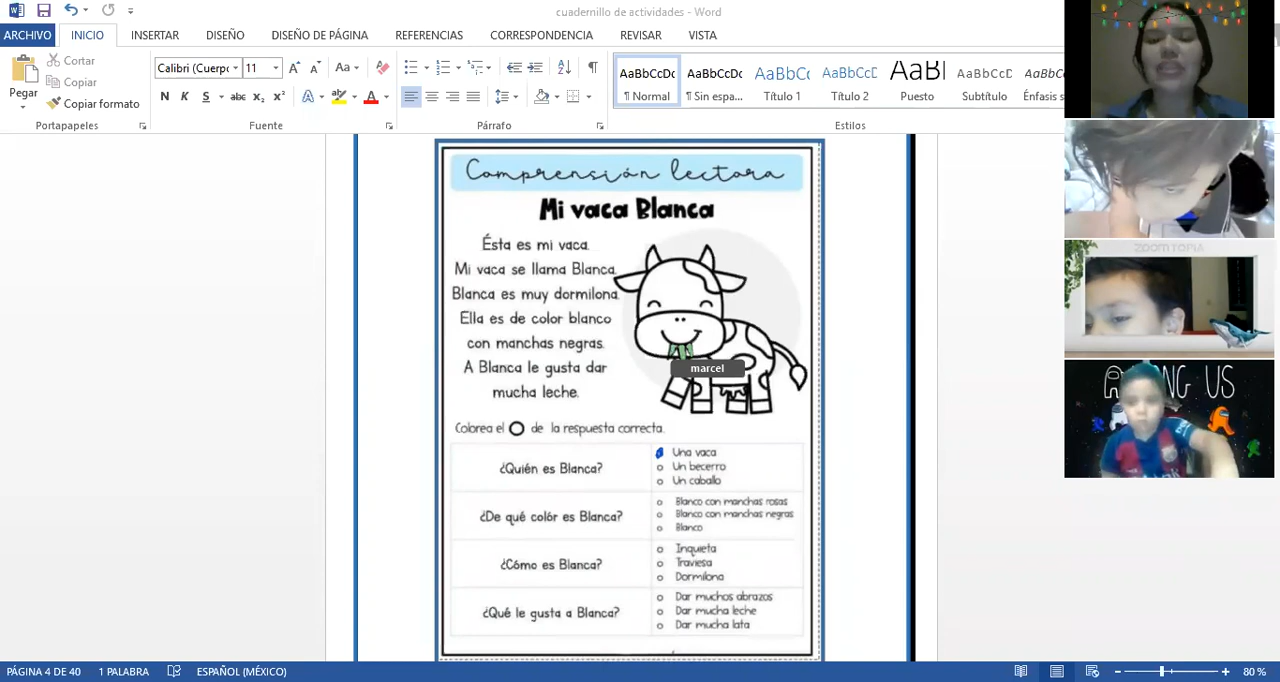 cuadernillo de actividades - Word
ARCHIVO INICIO INSERTAR DISEÑO DISEÑO DE PÁGINA REFERENCIAS CORRESPONDENCIA REVISAR VISTA
Pegar
Cortar
Copiar
Copiar formato
Portapapeles
Calibri (Cuerpo 11
Aa
N K S abc x₂ x²
A A
Fuente
Párrafo
AaBbCcDc AaBbCcDc AaBbCc AaBbCcD AaBl AaBbCcD AaBbCc
¶ Normal ¶ Sin espa... Título 1 Título 2 Puesto Subtítulo Énfasis s
Estilos
Comprensión lectora
Mi vaca Blanca
Ésta es mi vaca.
Mi vaca se llama Blanca.
Blanca es muy dormilona.
Ella es de color blanco
con manchas negras.
A Blanca le gusta dar
mucha leche.
marcel
Colorea el de la respuesta correcta.
¿Quién es Blanca?
Una vaca
Un becerro
Un caballo
¿De qué colór es Blanca?
Blanco con manchas rosas
Blanco con manchas negras
Blanco
¿Cómo es Blanca?
Inquieta
Traviesa
Dormilona
¿Qué le gusta a Blanca?
Dar muchos abrazos
Dar mucha leche
Dar mucha lata
ZOOMTOPIA
AMONG US
PÁGINA 4 DE 40 1 PALABRA ESPAÑOL (MÉXICO) 80 %